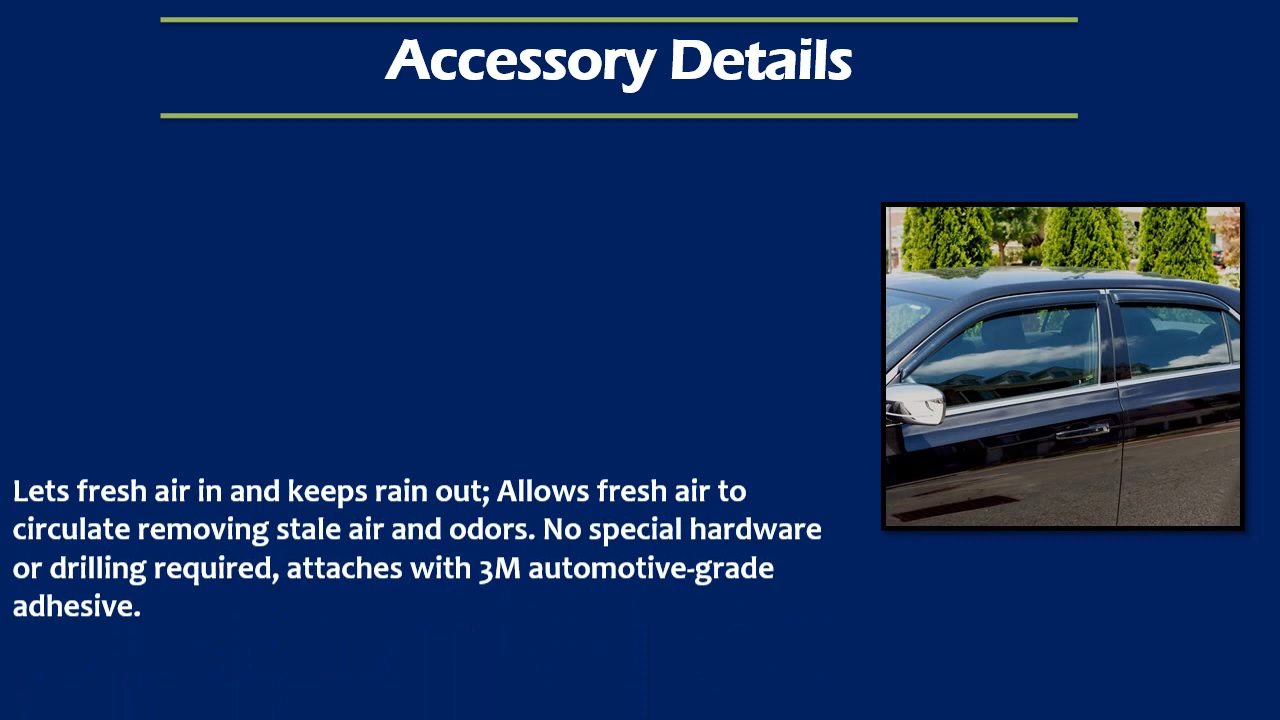 Accessory Details
Lets fresh air in and keeps rain out; Allows fresh air to
circulate removing stale air and odors. No special hardware
or drilling required, attaches with 3M automotive-grade
adhesive.